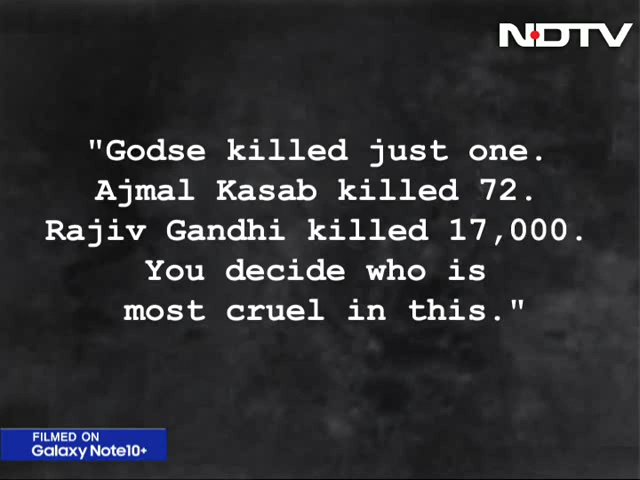 NDTV
"Godse killed just one.
Ajmal Kasab killed 72.
Rajiv Gandhi killed 17,000.
You decide who is
most cruel in this."
FILMED ON
Galaxy Note10+